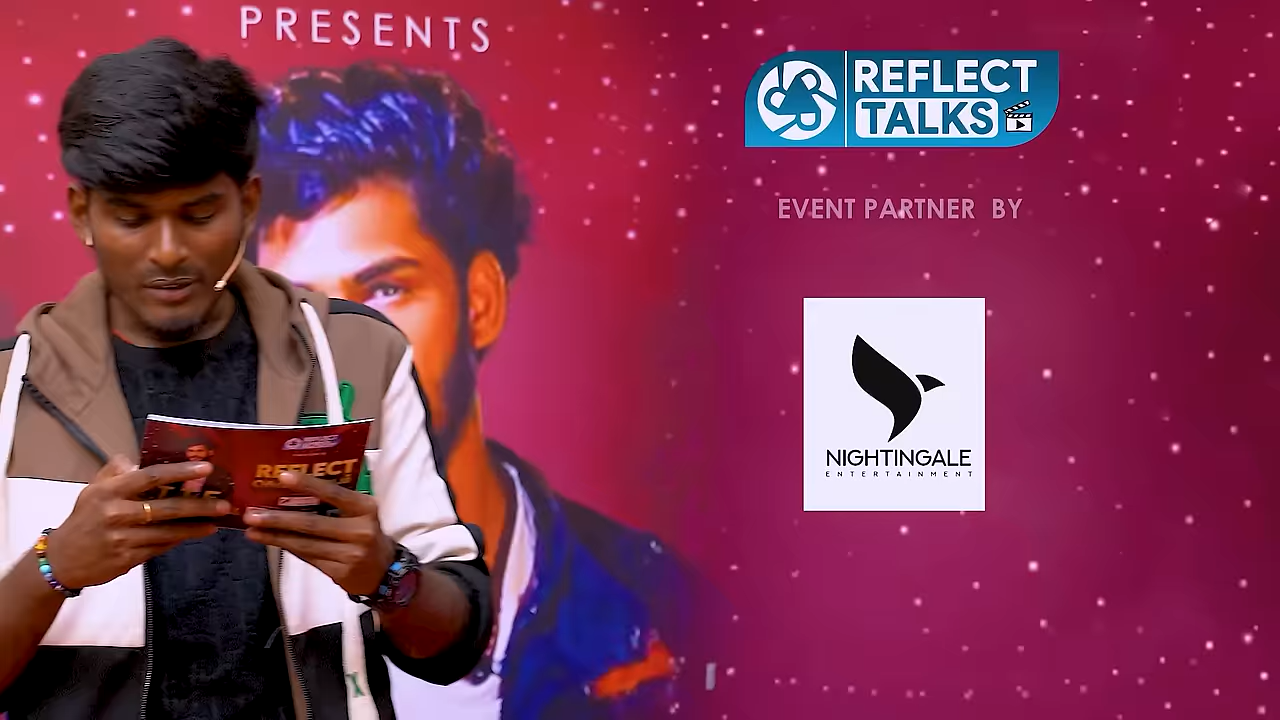 PRESENTS
REFLECT
TALKS
EVENT PARTNER BY
NIGHTINGALE
ENTERTAINMENT
REFLECT